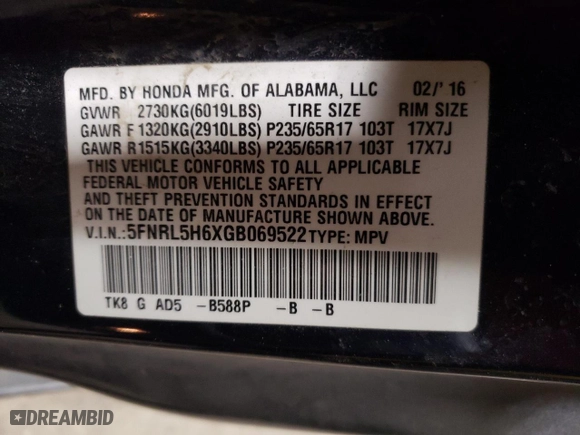 MFD. BY HONDA MFG. OF ALABAMA, LLC 02/'16
GVWR 2730KG(6019LBS) TIRE SIZE RIM SIZE
GAWR F 1320KG(2910LBS) P235/65R17 103T 17X7J
GAWR R1515KG(3340LBS) P235/65R17 103T 17X7J
THIS VEHICLE CONFORMS TO ALL APPLICABLE
FEDERAL MOTOR VEHICLE SAFETY
AND THEFT PREVENTION STANDARDS IN EFFECT
ON THE DATE OF MANUFACTURE SHOWN ABOVE.
V.I.N.:5FNRL5H6XGB069522 TYPE: MPV
TK8 G AD5 -B588P -B -B
DREAMBID